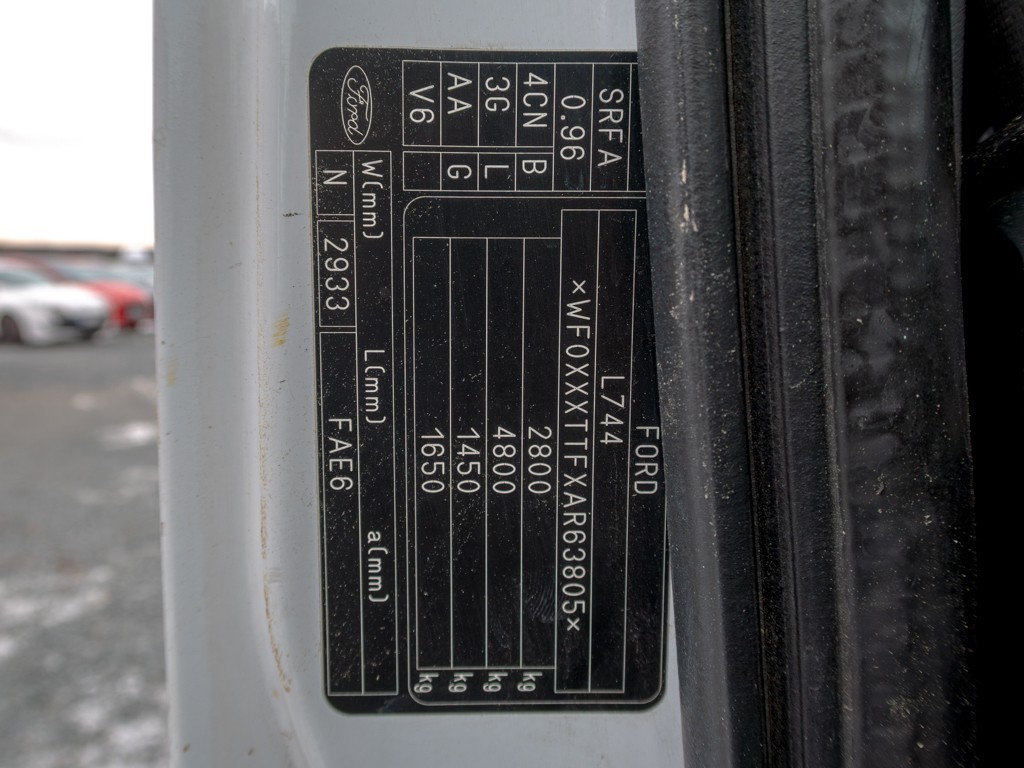 FORD
L744
×WF0XXXTTFXAR63805×
2800 kg
4800 kg
1450 kg
1650 kg
SRFA
0.96
4CN B
3G L
AA G
V6
Ford
W(mm) L(mm) a(mm)
N 2933 FAE6